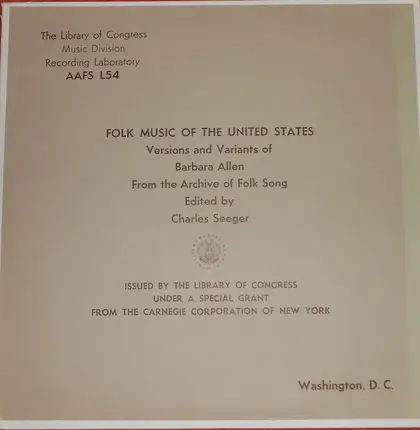 The Library of Congress
Music Division
Recording Laboratory
AAFS L54
FOLK MUSIC OF THE UNITED STATES
Versions and Variants of
Barbara Allen
From the Archive of Folk Song
Edited by
Charles Seeger
ISSUED BY THE LIBRARY OF CONGRESS
UNDER A SPECIAL GRANT
FROM THE CARNEGIE CORPORATION OF NEW YORK
Washington, D. C.